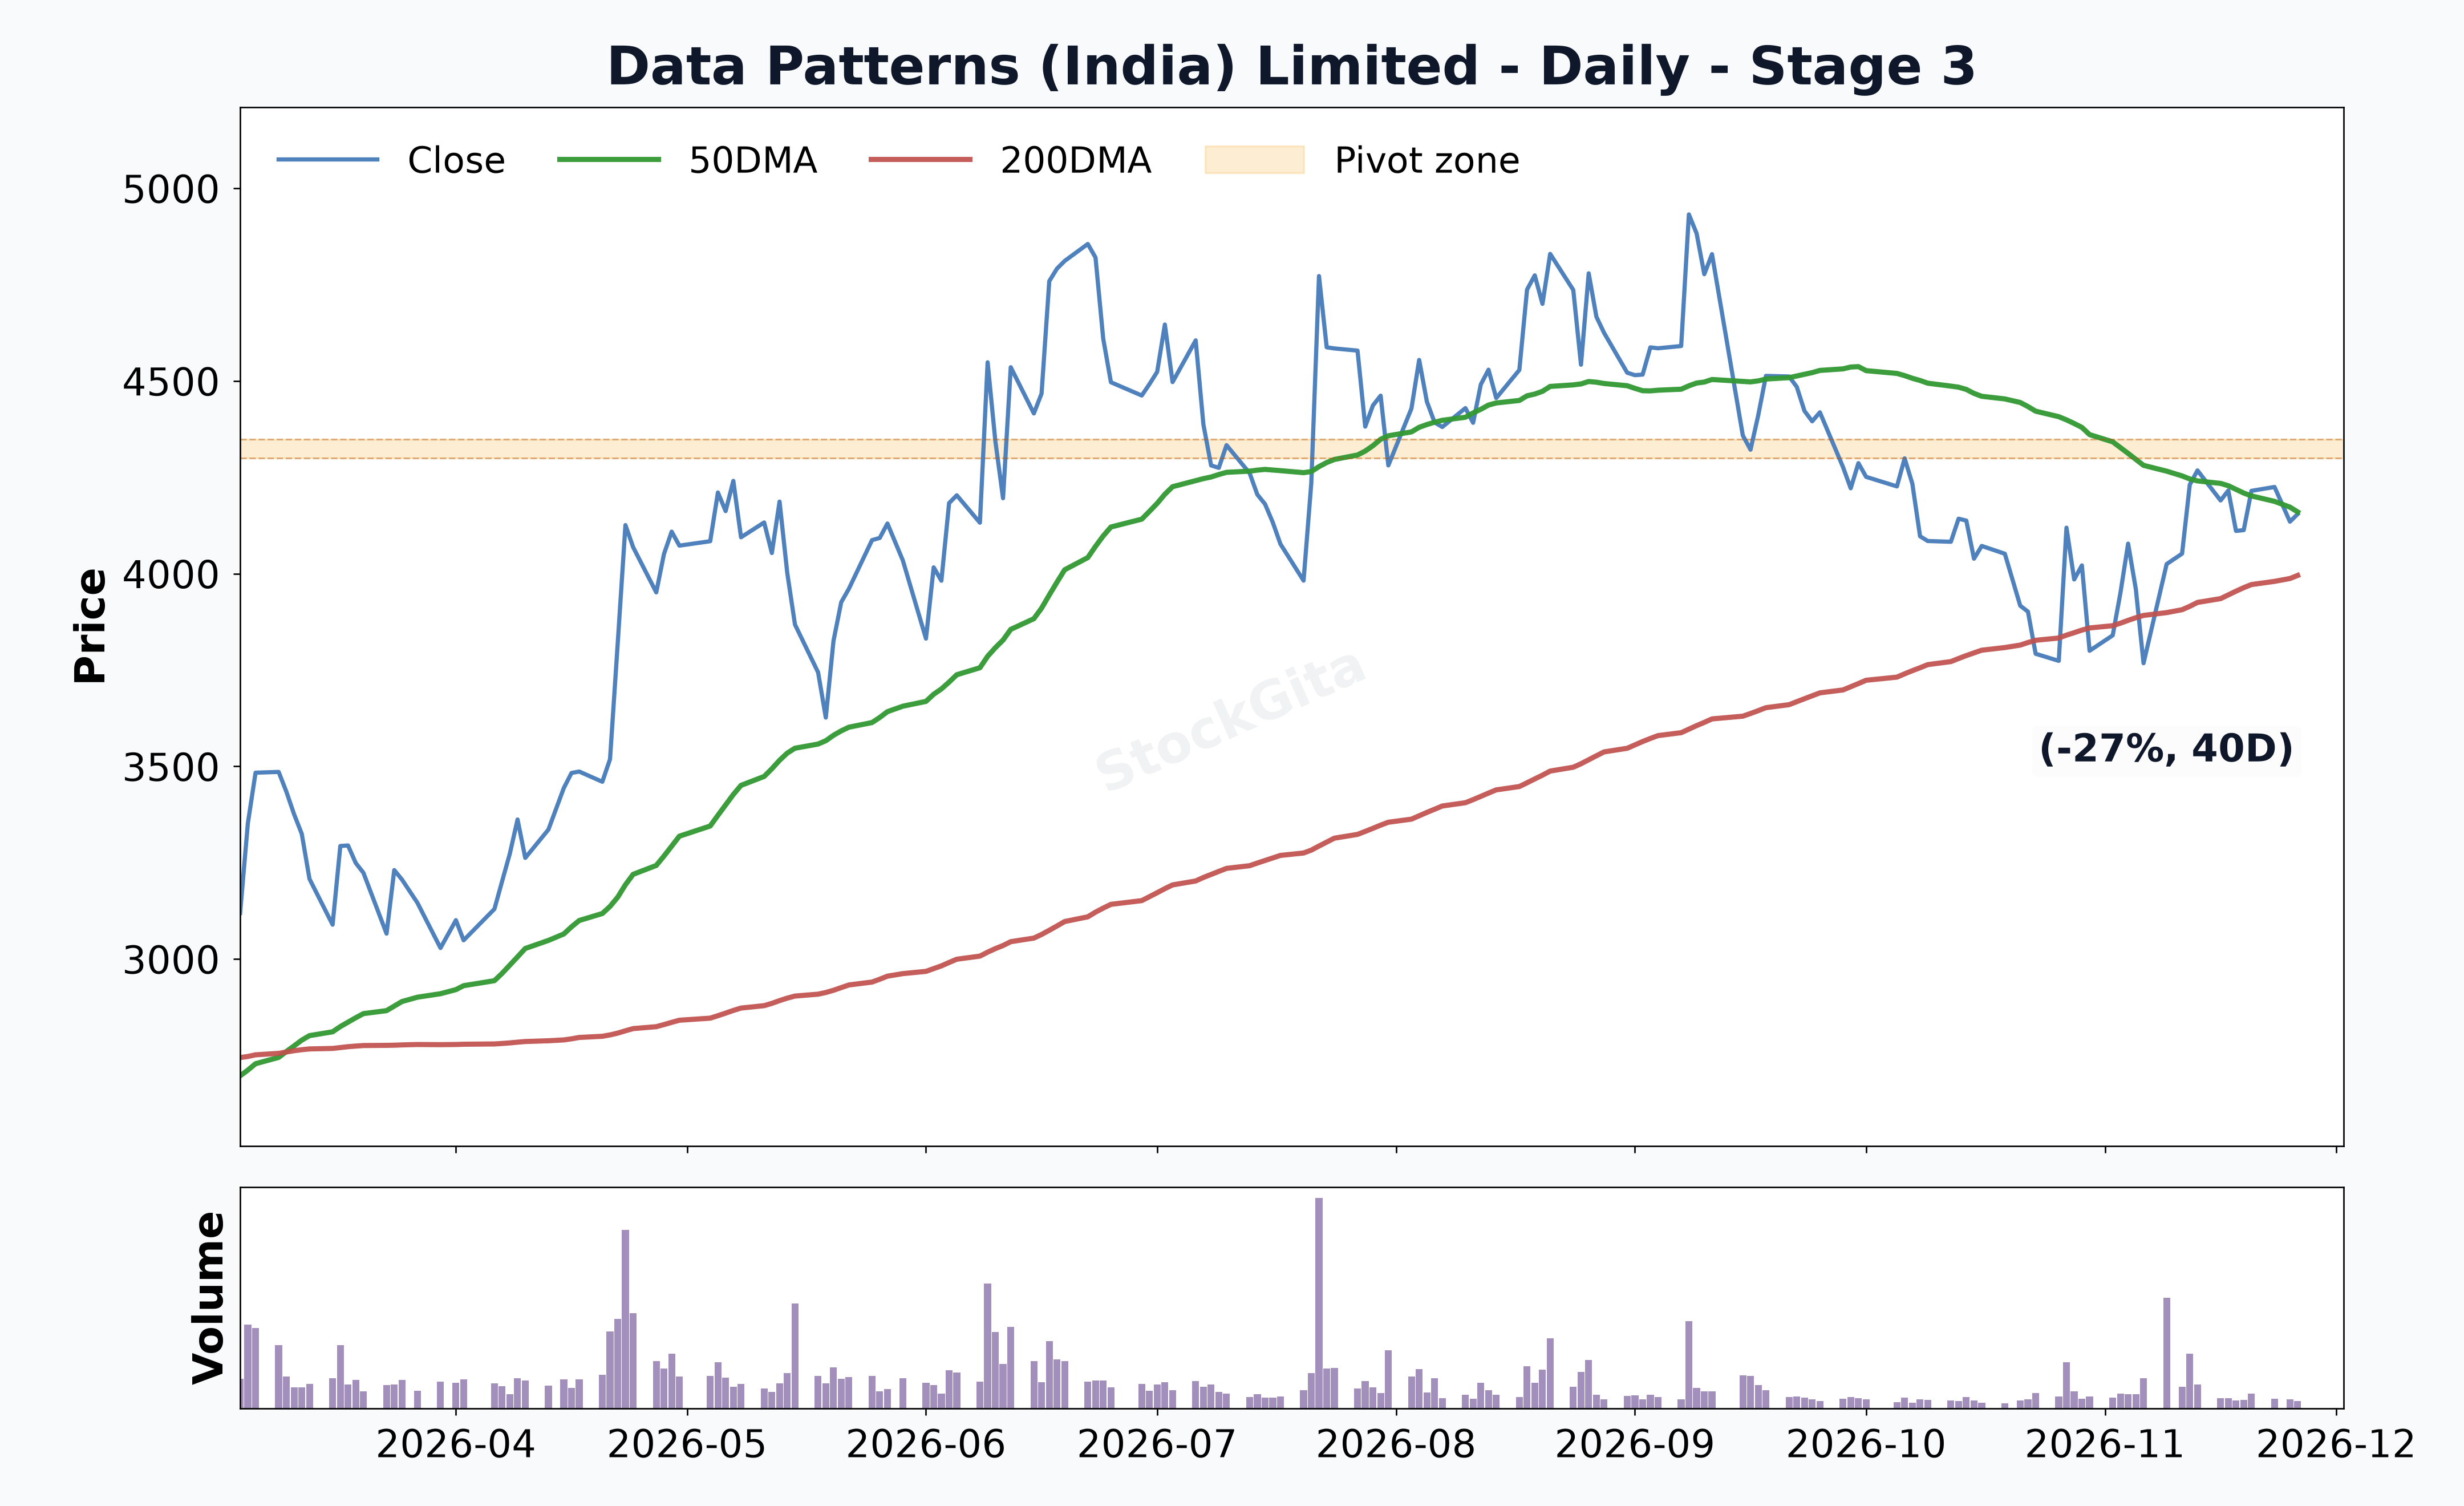 Data Patterns (India) Limited - Daily - Stage 3
Close
50DMA
200DMA
Pivot zone
Price
5000
4500
4000
3500
3000
StockGita
(-27%, 40D)
Volume
2026-04
2026-05
2026-06
2026-07
2026-08
2026-09
2026-10
2026-11
2026-12